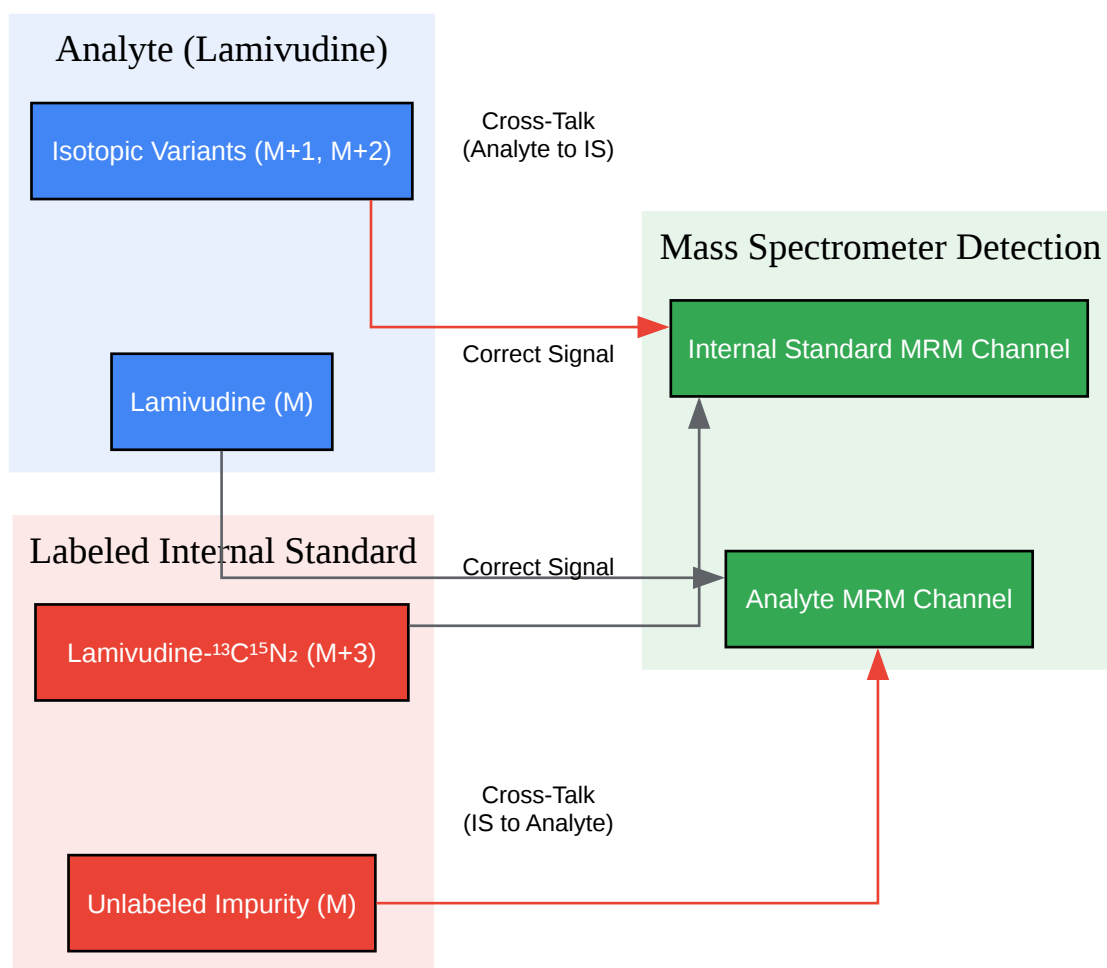 Analyte (Lamivudine)
Isotopic Variants (M+1, M+2)
Lamivudine (M)
Cross-Talk
(Analyte to IS)
Correct Signal
Mass Spectrometer Detection
Internal Standard MRM Channel
Analyte MRM Channel
Labeled Internal Standard
Correct Signal
Lamivudine-¹³C¹⁵N₂ (M+3)
Cross-Talk
(IS to Analyte)
Unlabeled Impurity (M)